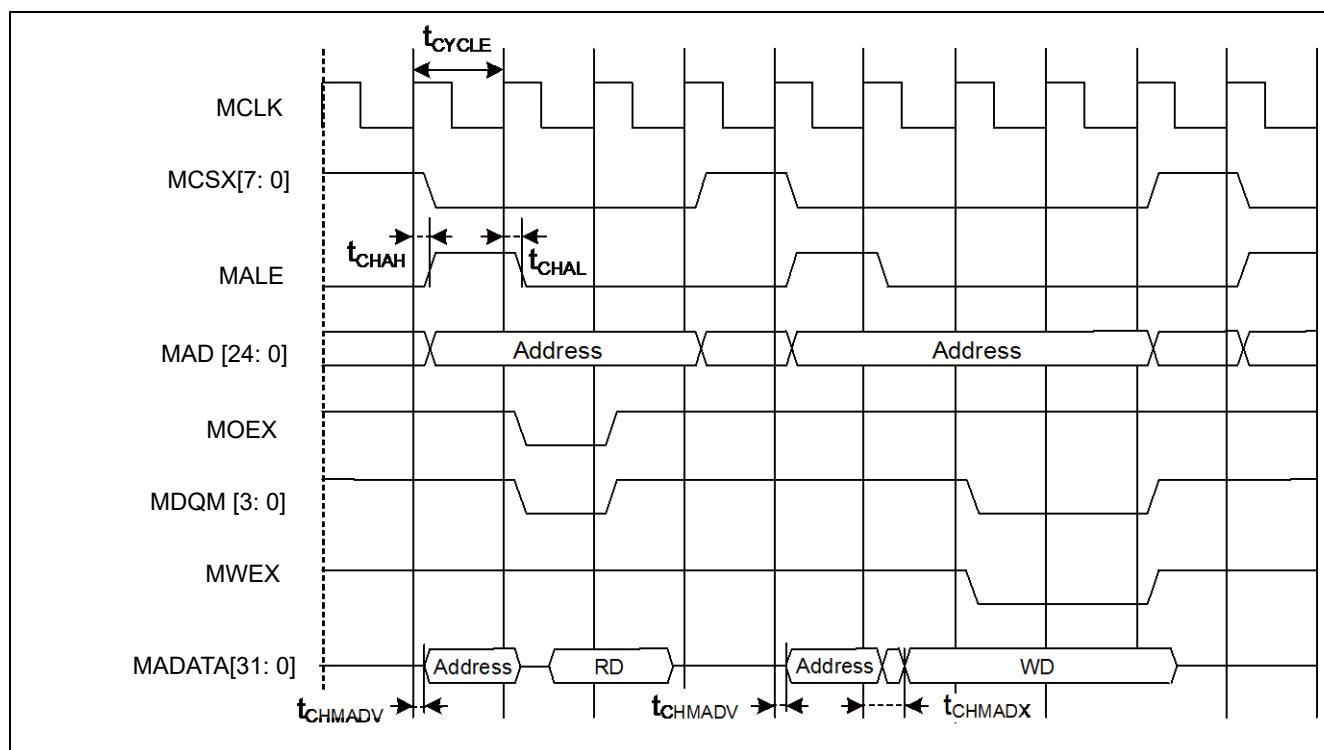 tCYCLE
MCLK
MCSX[7: 0]
tCHAH
tCHAL
MALE
MAD [24: 0]
Address
Address
MOEX
MDQM [3: 0]
MWEX
MADATA[31: 0]
Address
RD
Address
WD
tCHMADV
tCHMADV
tCHMADX